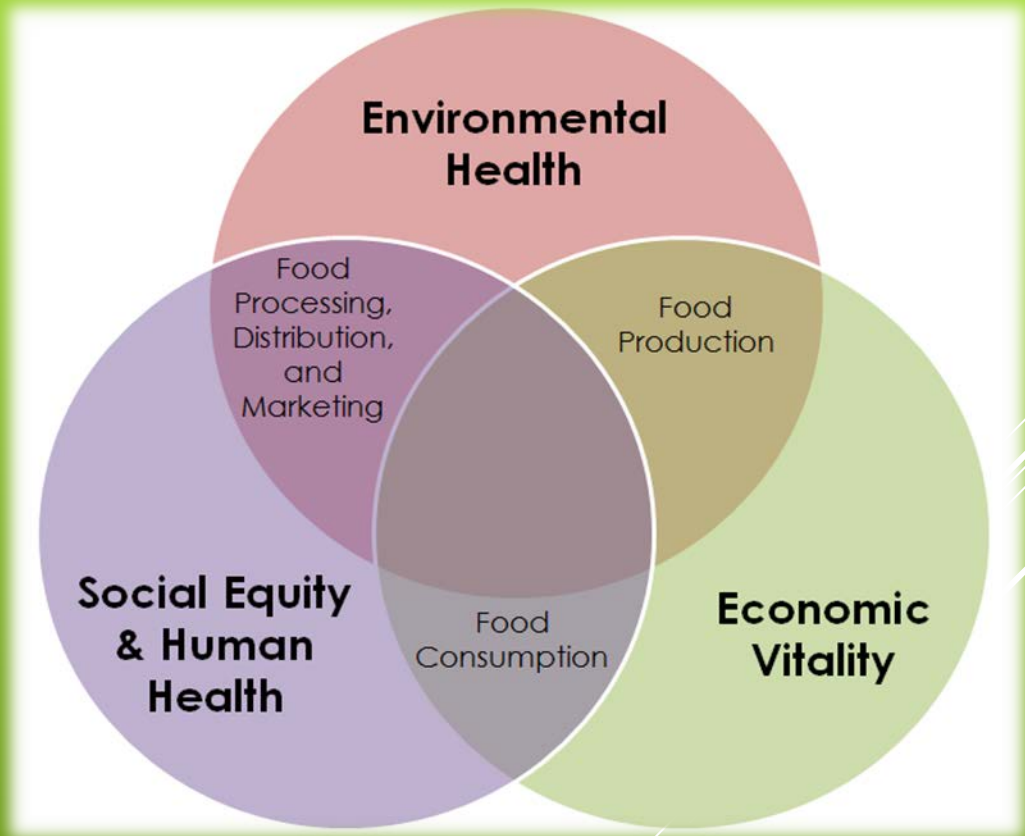 Environmental
Health
Food
Processing,
Distribution,
and
Marketing
Food
Production
Social Equity
& Human
Health
Food
Consumption
Economic
Vitality